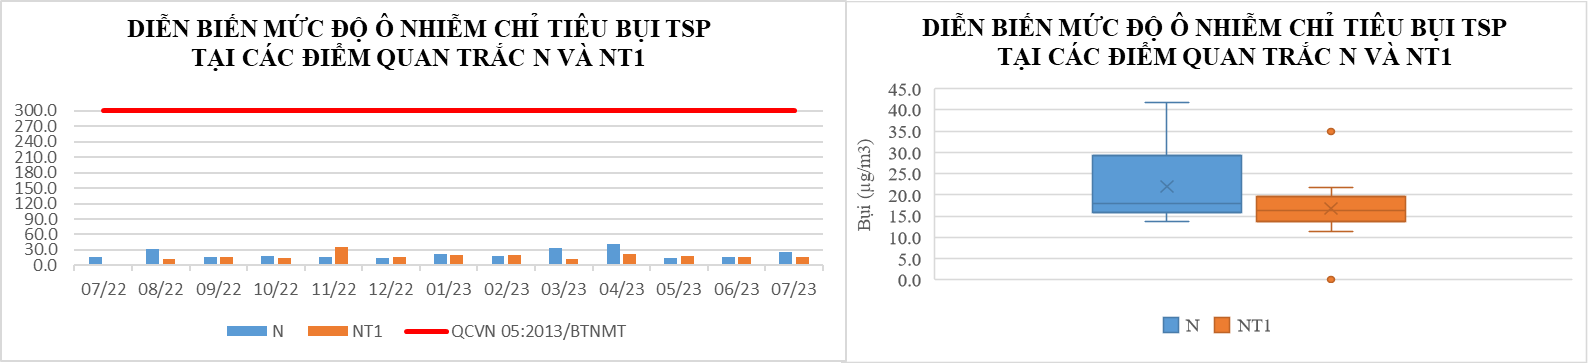 DIỄN BIẾN MỨC ĐỘ Ô NHIỄM CHỈ TIÊU BỤI TSP
TẠI CÁC ĐIỂM QUAN TRẮC N VÀ NT1
300.0
270.0
240.0
210.0
180.0
150.0
120.0
90.0
60.0
30.0
0.0
07/22 08/22 09/22 10/22 11/22 12/22 01/23 02/23 03/23 04/23 05/23 06/23 07/23
N NT1 QCVN 05:2013/BTNMT
DIỄN BIẾN MỨC ĐỘ Ô NHIỄM CHỈ TIÊU BỤI TSP
TẠI CÁC ĐIỂM QUAN TRẮC N VÀ NT1
Bụi (µg/m3)
45.0
40.0
35.0
30.0
25.0
20.0
15.0
10.0
5.0
0.0
N NT1